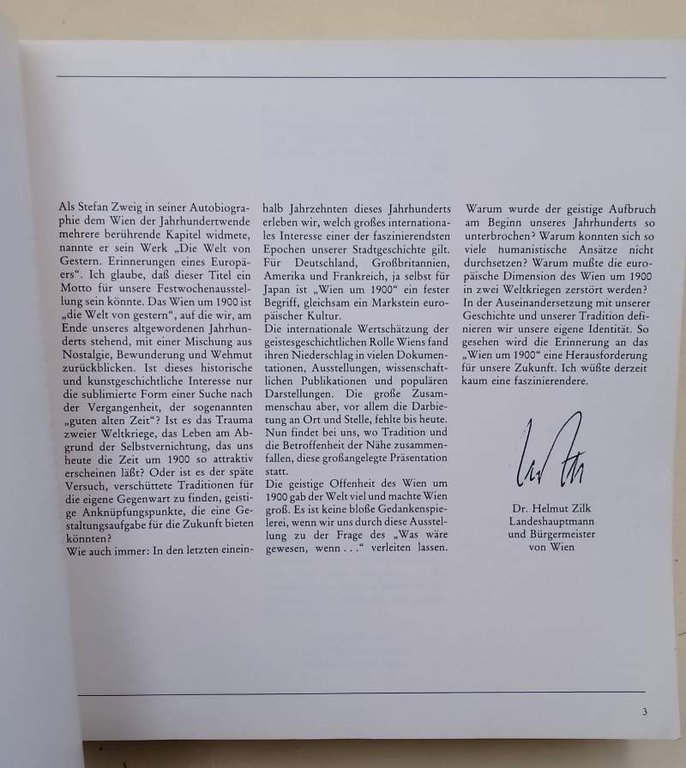 Als Stefan Zweig in seiner Autobiogra-
phie dem Wien der Jahrhundertwende
mehrere berührende Kapitel widmete,
nannte er sein Werk „Die Welt von
Gestern. Erinnerungen eines Europä-
ers“. Ich glaube, daß dieser Titel ein
Motto für unsere Festwochenausstel-
lung sein könnte. Das Wien um 1900 ist
„die Welt von gestern“, auf die wir, am
Ende unseres altgewordenen Jahrhun-
derts stehend, mit einer Mischung aus
Nostalgie, Bewunderung und Wehmut
zurückblicken. Ist dieses historische
und kunstgeschichtliche Interesse nur
die sublimierte Form einer Suche nach
der Vergangenheit, der sogenannten
„guten alten Zeit“? Ist es das Trauma
zweier Weltkriege, das Leben am Ab-
grund der Selbstvernichtung, das uns
heute die Zeit um 1900 so attraktiv
erscheinen läßt? Oder ist es der späte
Versuch, verschüttete Traditionen für
die eigene Gegenwart zu finden, geisti-
ge Anknüpfungspunkte, die eine Ge-
staltungsaufgabe für die Zukunft bieten
könnten?
Wie auch immer: In den letzten einein-
halb Jahrzehnten dieses Jahrhunderts
erleben wir, welch großes internationa-
les Interesse einer der faszinierendsten
Epochen unserer Stadtgeschichte gilt.
Für Deutschland, Großbritannien,
Amerika und Frankreich, ja selbst für
Japan ist „Wien um 1900“ ein fester
Begriff, gleichsam ein Markstein euro-
päischer Kultur.
Die internationale Wertschätzung der
geistesgeschichtlichen Rolle Wiens fand
ihren Niederschlag in vielen Dokumen-
tationen, Ausstellungen, wissenschaft-
lichen Publikationen und populären
Darstellungen. Die große Zusam-
menschau aber, vor allem die Darbie-
tung an Ort und Stelle, fehlte bis heute.
Nun findet bei uns, wo Tradition und
die Betroffenheit der Nähe zusammen-
fallen, diese großangelegte Präsentation
statt.
Die geistige Offenheit des Wien um
1900 gab der Welt viel und machte Wien
groß. Es ist keine bloße Gedankenspie-
lerei, wenn wir uns durch diese Ausstel-
lung zu der Frage des „Was wäre
gewesen, wenn . . .“ verleiten lassen.
Warum wurde der geistige Aufbruch
am Beginn unseres Jahrhunderts so
unterbrochen? Warum konnten sich so
viele humanistische Ansätze nicht
durchsetzen? Warum mußte die euro-
päische Dimension des Wien um 1900
in zwei Weltkriegen zerstört werden?
In der Auseinandersetzung mit unserer
Geschichte und unserer Tradition defi-
nieren wir unsere eigene Identität. So
gesehen wird die Erinnerung an das
„Wien um 1900“ eine Herausforderung
für unsere Zukunft. Ich wüßte derzeit
kaum eine faszinierendere.
Dr. Helmut Zilk
Landeshauptmann
und Bürgermeister
von Wien
3